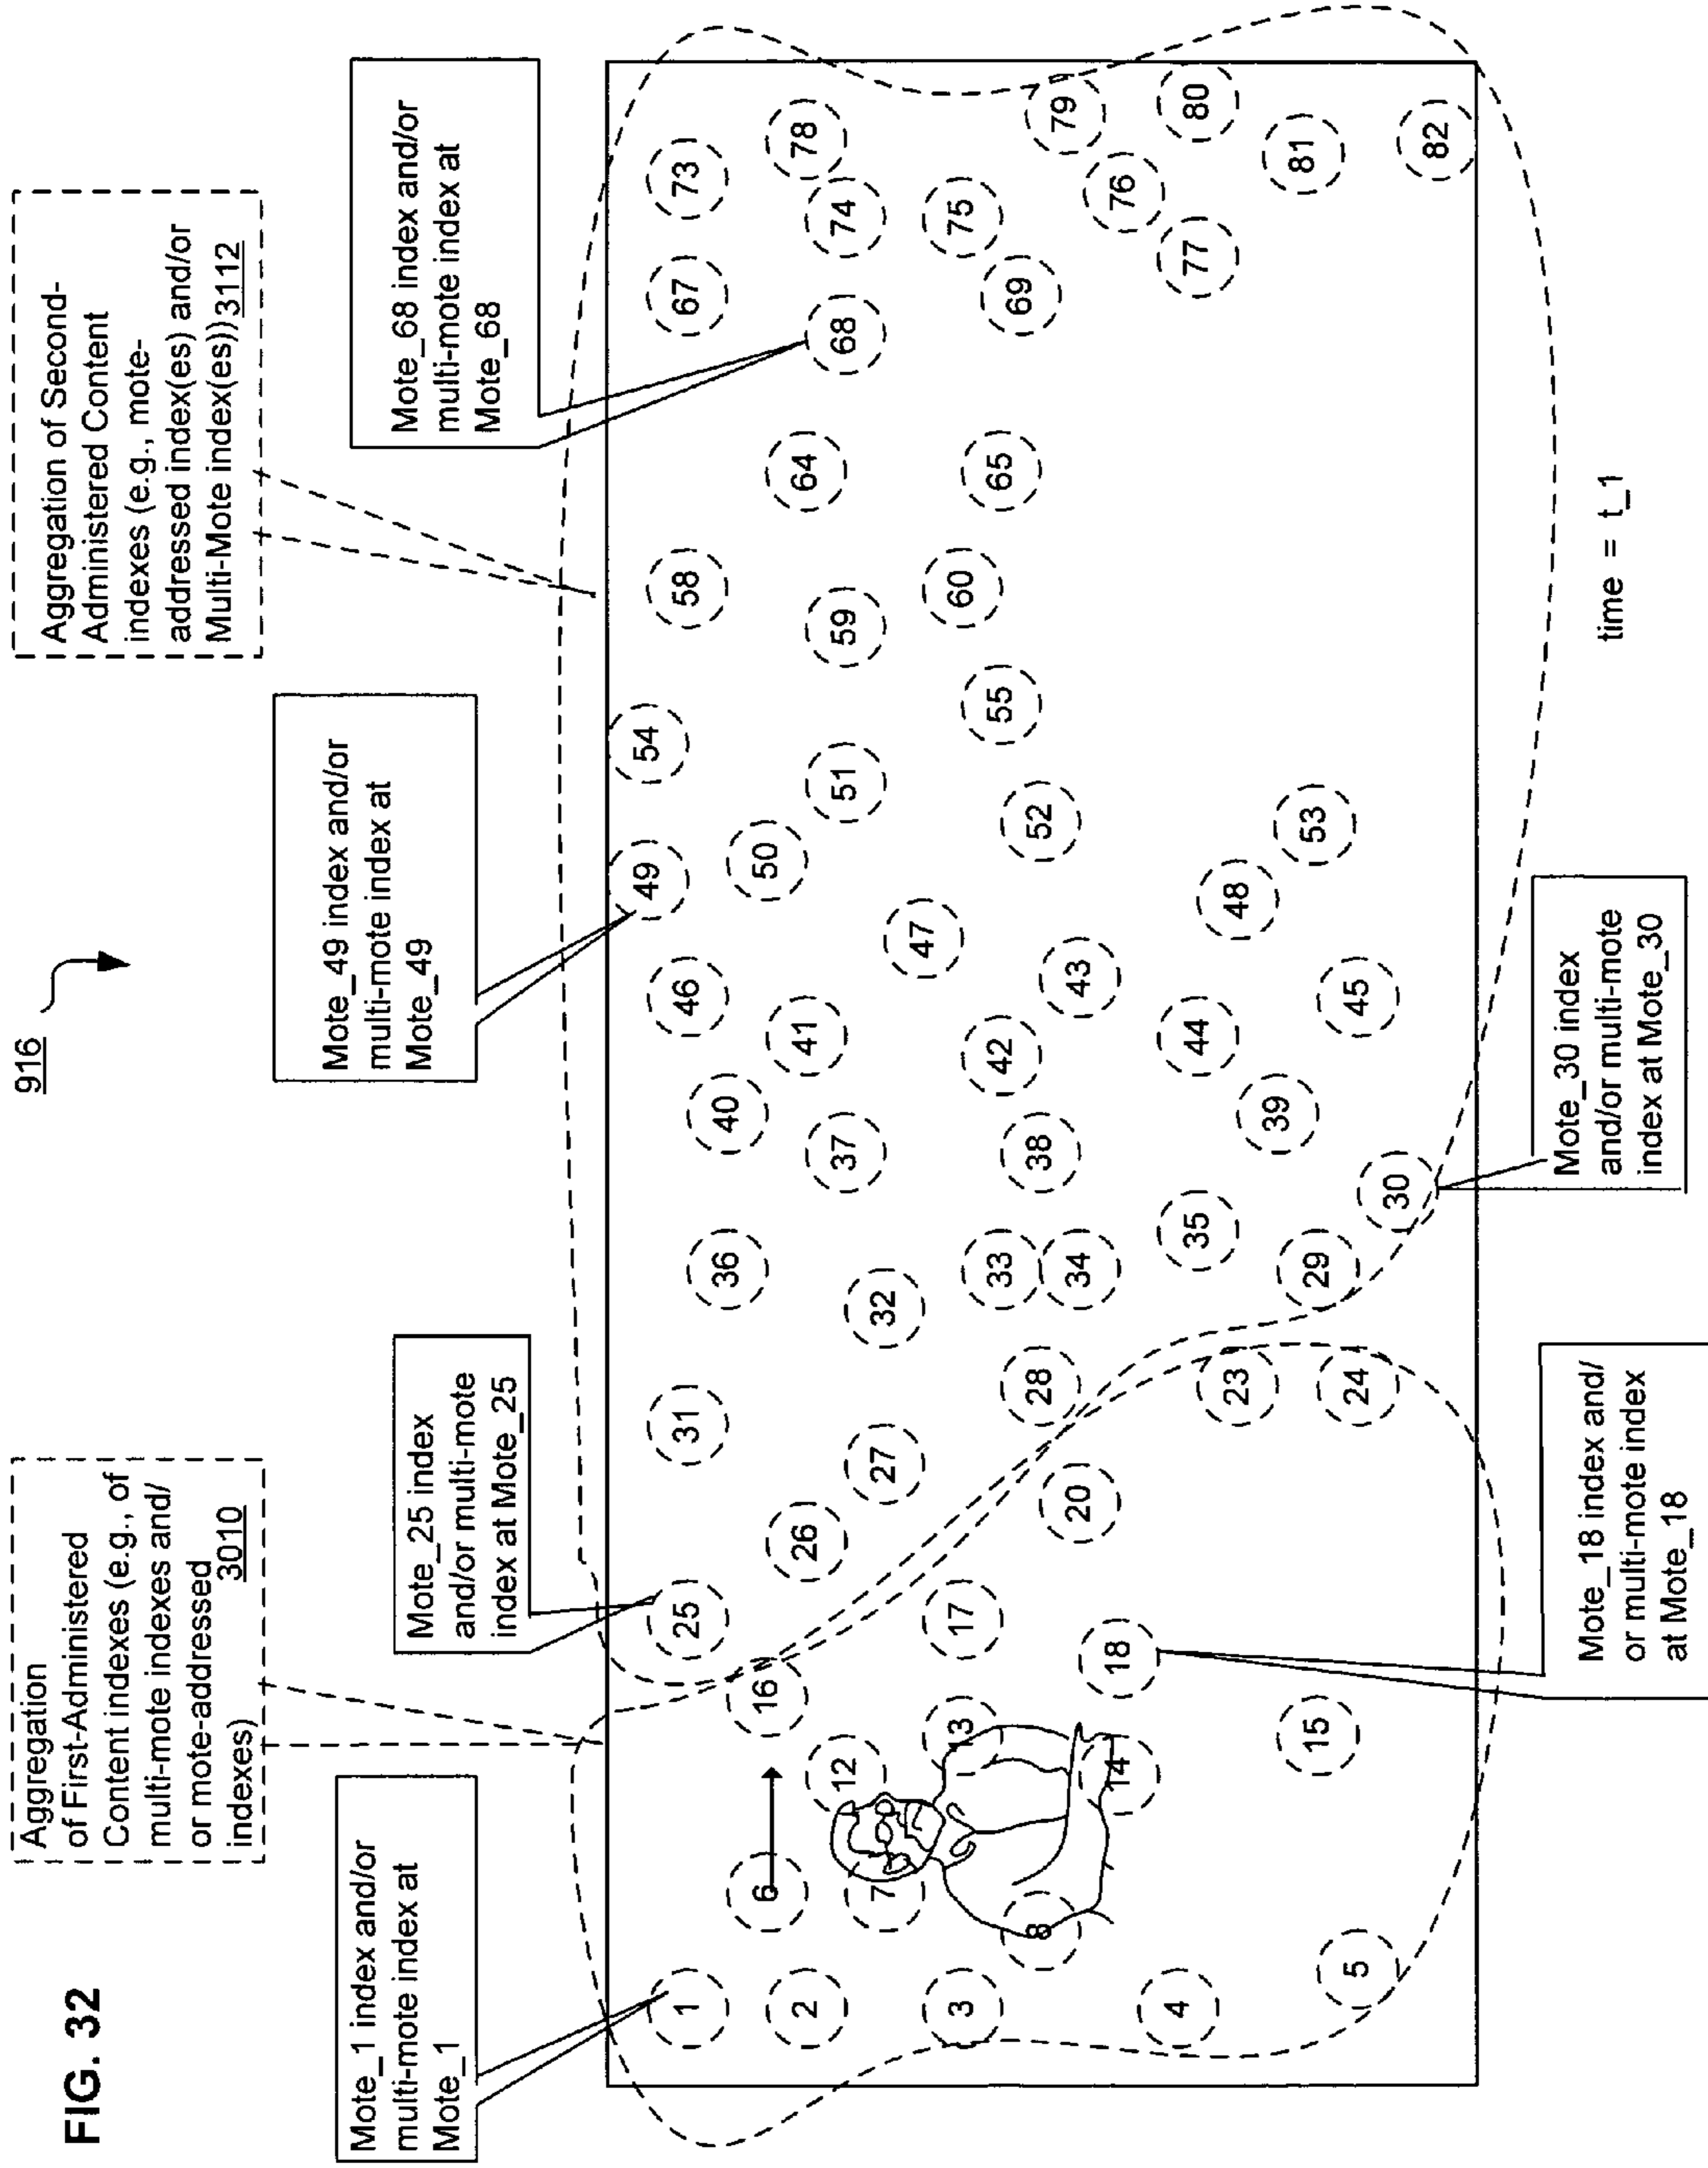 FIG. 32
916
Aggregation
of First-Administered
Content indexes (e.g., of
multi-mote indexes and/
or mote-addressed
indexes)
3010
Aggregation of Second-
Administered Content
indexes (e.g., mote-
addressed index(es) and/or
Multi-Mote index(es))3112
Mote_1 index and/or
multi-mote index at
Mote_1
Mote_25 index
and/or multi-mote
index at Mote_25
Mote_49 index and/or
multi-mote index at
Mote_49
Mote_68 index and/or
multi-mote index at
Mote_68
1
2
3
4
5
6
7
8
12
13
14
15
16
17
18
20
23
24
25
26
27
28
29
30
31
32
33
34
35
36
37
38
39
40
41
42
43
44
45
46
47
48
49
50
51
52
53
54
55
58
59
60
64
65
67
68
69
73
74
75
76
77
78
79
80
81
82
Mote_18 index and/
or multi-mote index
at Mote_18
Mote_30 index
and/or multi-mote
index at Mote_30
time = t_1